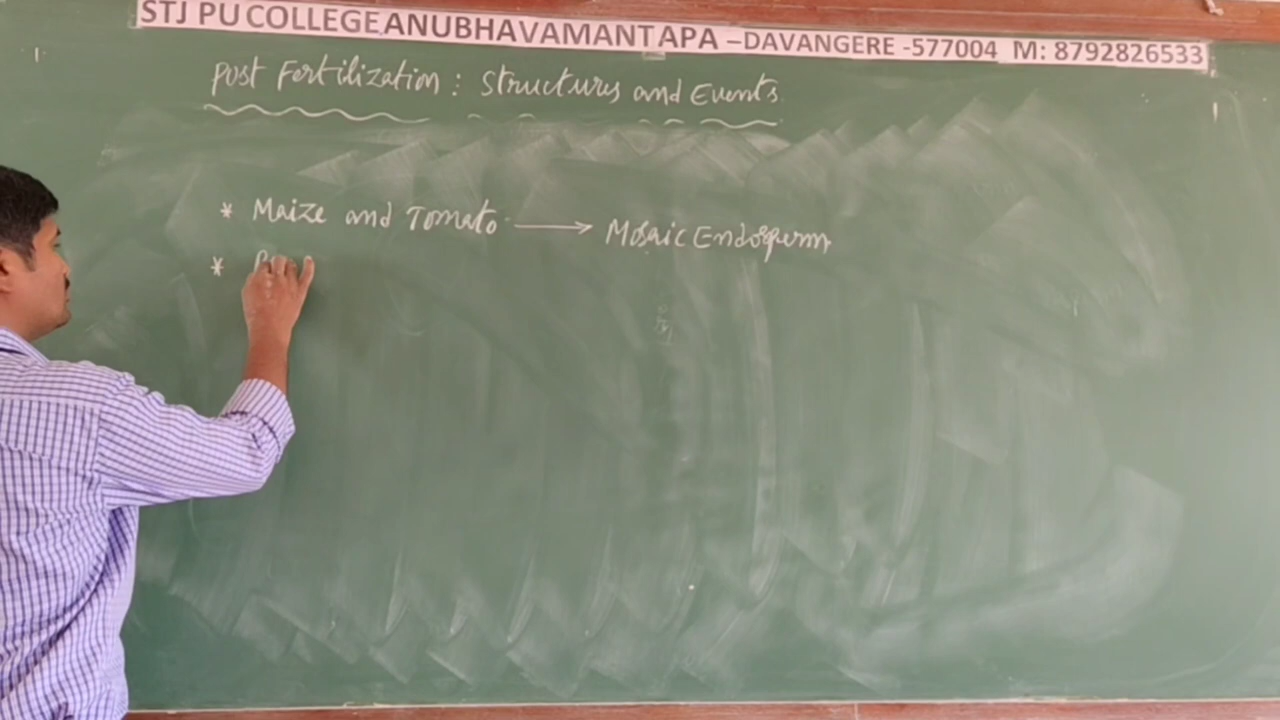 STJ PU COLLEGE ANUBHAVAMANTAPA –DAVANGERE -577004 M: 8792826533
Post Fertilization : Structures and Events
* Maize and Tomato → Mosaic Endosperm
*